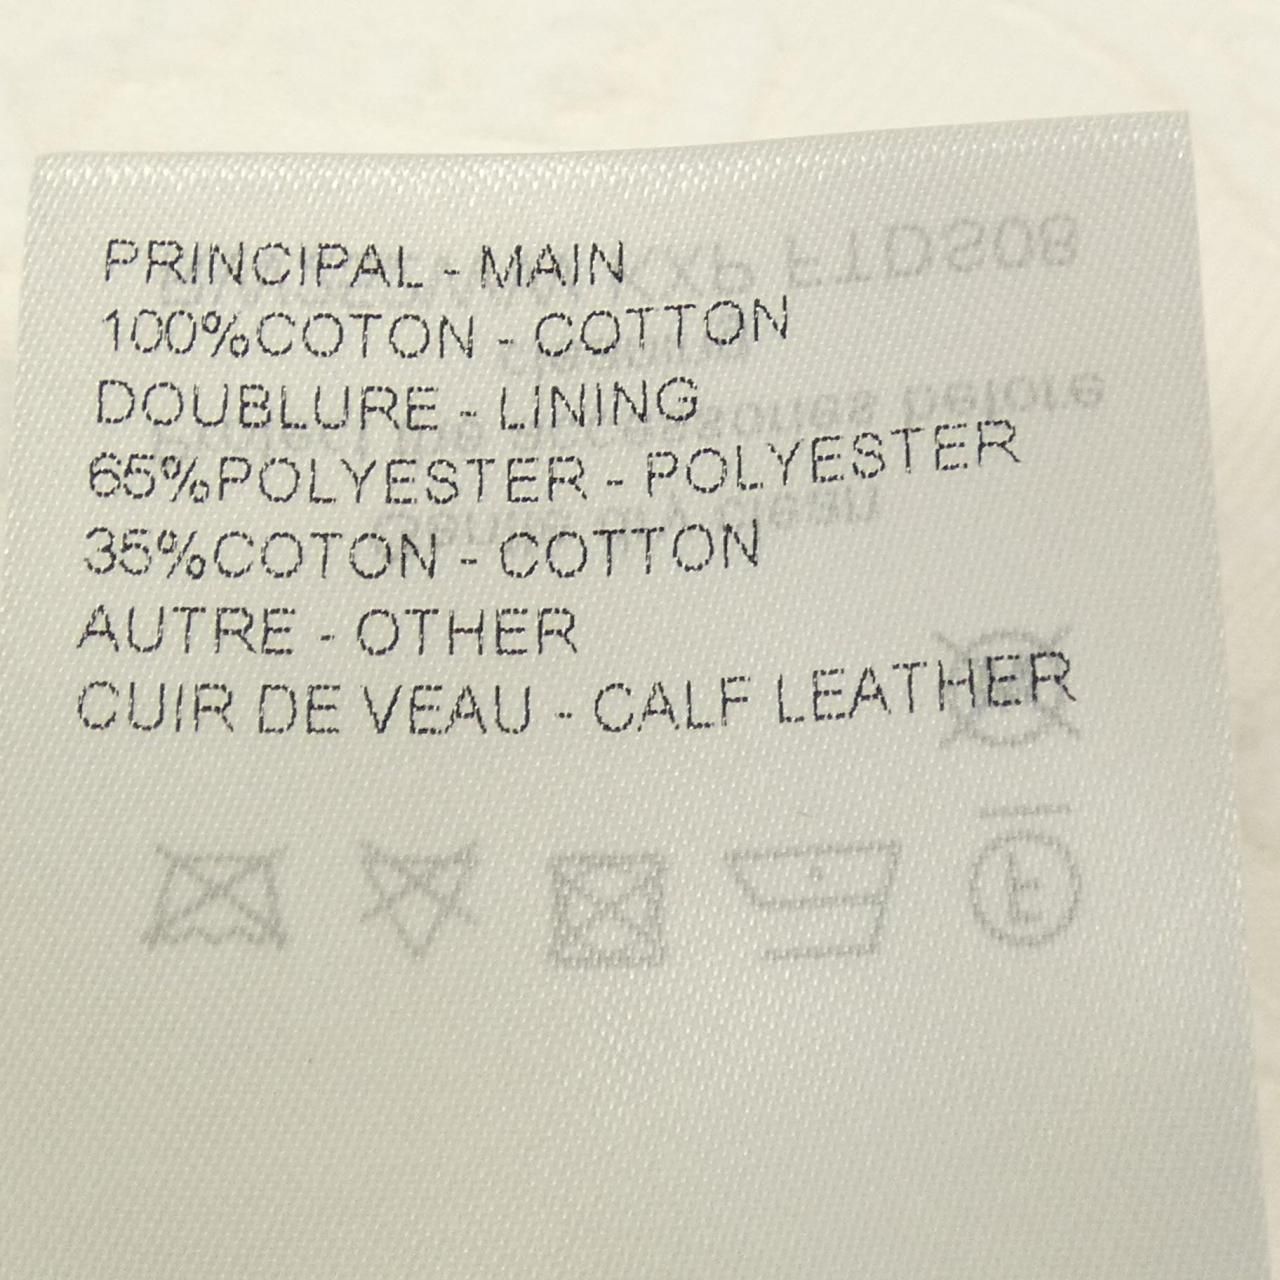 PRINCIPAL - MAIN
100%COTON - COTTON
DOUBLURE - LINING
65%POLYESTER - POLYESTER
35%COTON - COTTON
AUTRE - OTHER
CUIR DE VEAU - CALF LEATHER